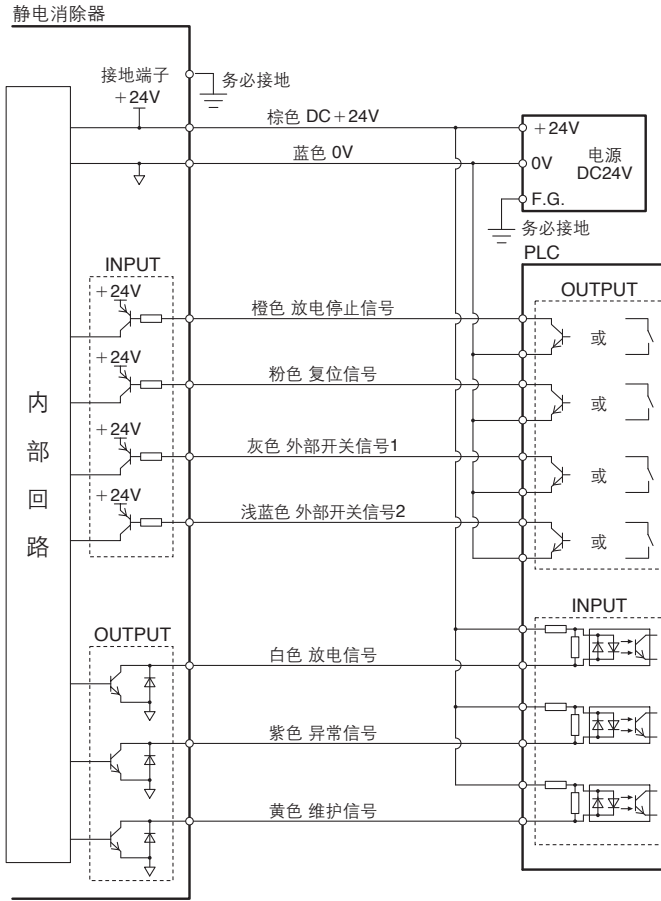 静电消除器
接地端子
务必接地
+24V
棕色 DC+24V
+24V
蓝色 0V
0V
电源
DC24V
F.G.
务必接地
PLC
INPUT
OUTPUT
+24V
橙色 放电停止信号
或
+24V
粉色 复位信号
或
+24V
灰色 外部开关信号1
或
+24V
浅蓝色 外部开关信号2
或
内部回路
INPUT
OUTPUT
白色 放电信号
紫色 异常信号
黄色 维护信号